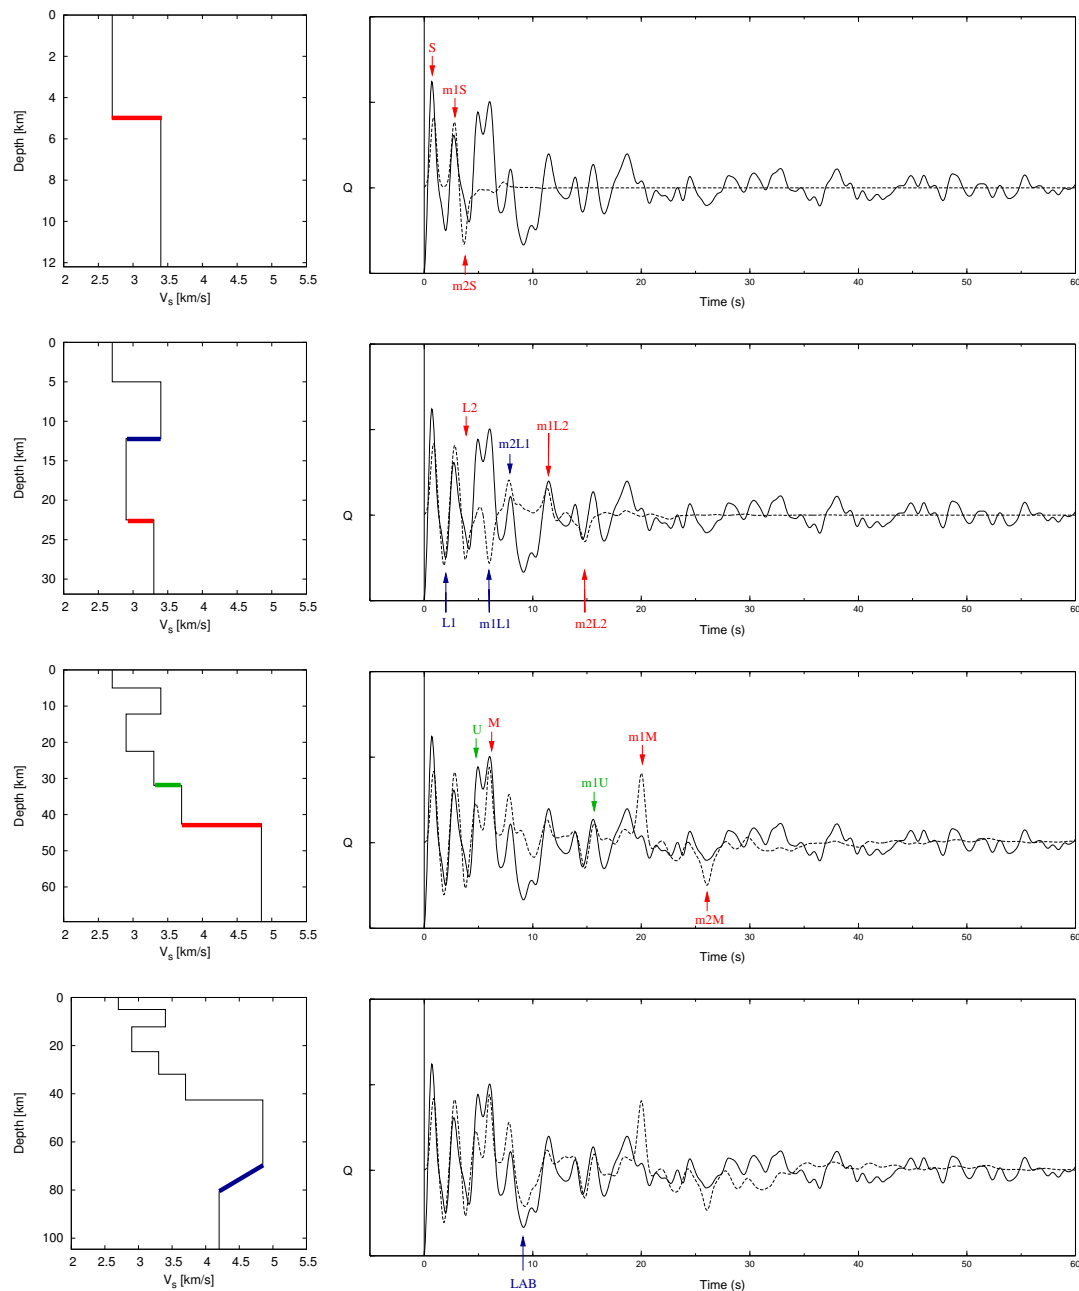 0
2
4
6
8
10
12
Depth [km]
2 2.5 3 3.5 4 4.5 5 5.5
Vs [km/s]
S
m1S
m2S
Q
0 10 20 30 40 50 60
Time (s)
0
5
10
15
20
25
30
Depth [km]
2 2.5 3 3.5 4 4.5 5 5.5
Vs [km/s]
L2
m2L1
m1L2
L1
m1L1
m2L2
Q
0 10 20 30 40 50 60
Time (s)
0
10
20
30
40
50
60
Depth [km]
2 2.5 3 3.5 4 4.5 5 5.5
Vs [km/s]
U
M
m1U
m1M
m2M
Q
0 10 20 30 40 50 60
Time (s)
0
20
40
60
80
100
Depth [km]
2 2.5 3 3.5 4 4.5 5 5.5
Vs [km/s]
LAB
Q
0 10 20 30 40 50 60
Time (s)